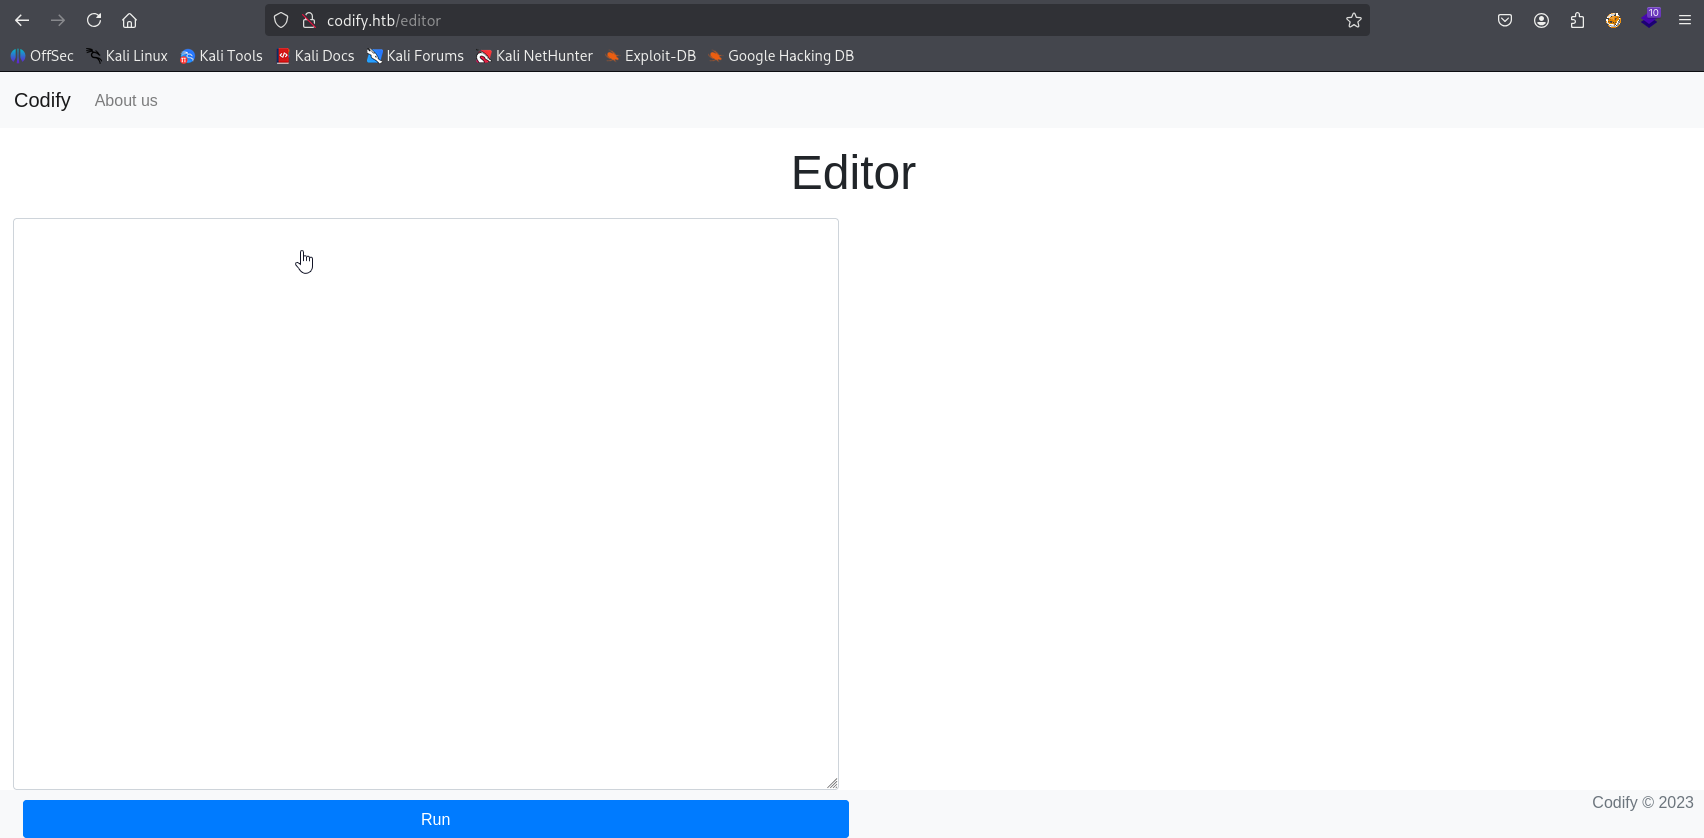 codify.htb/editor
10
OffSec Kali Linux Kali Tools Kali Docs Kali Forums Kali NetHunter Exploit-DB Google Hacking DB
Codify About us
Editor
Run
Codify © 2023